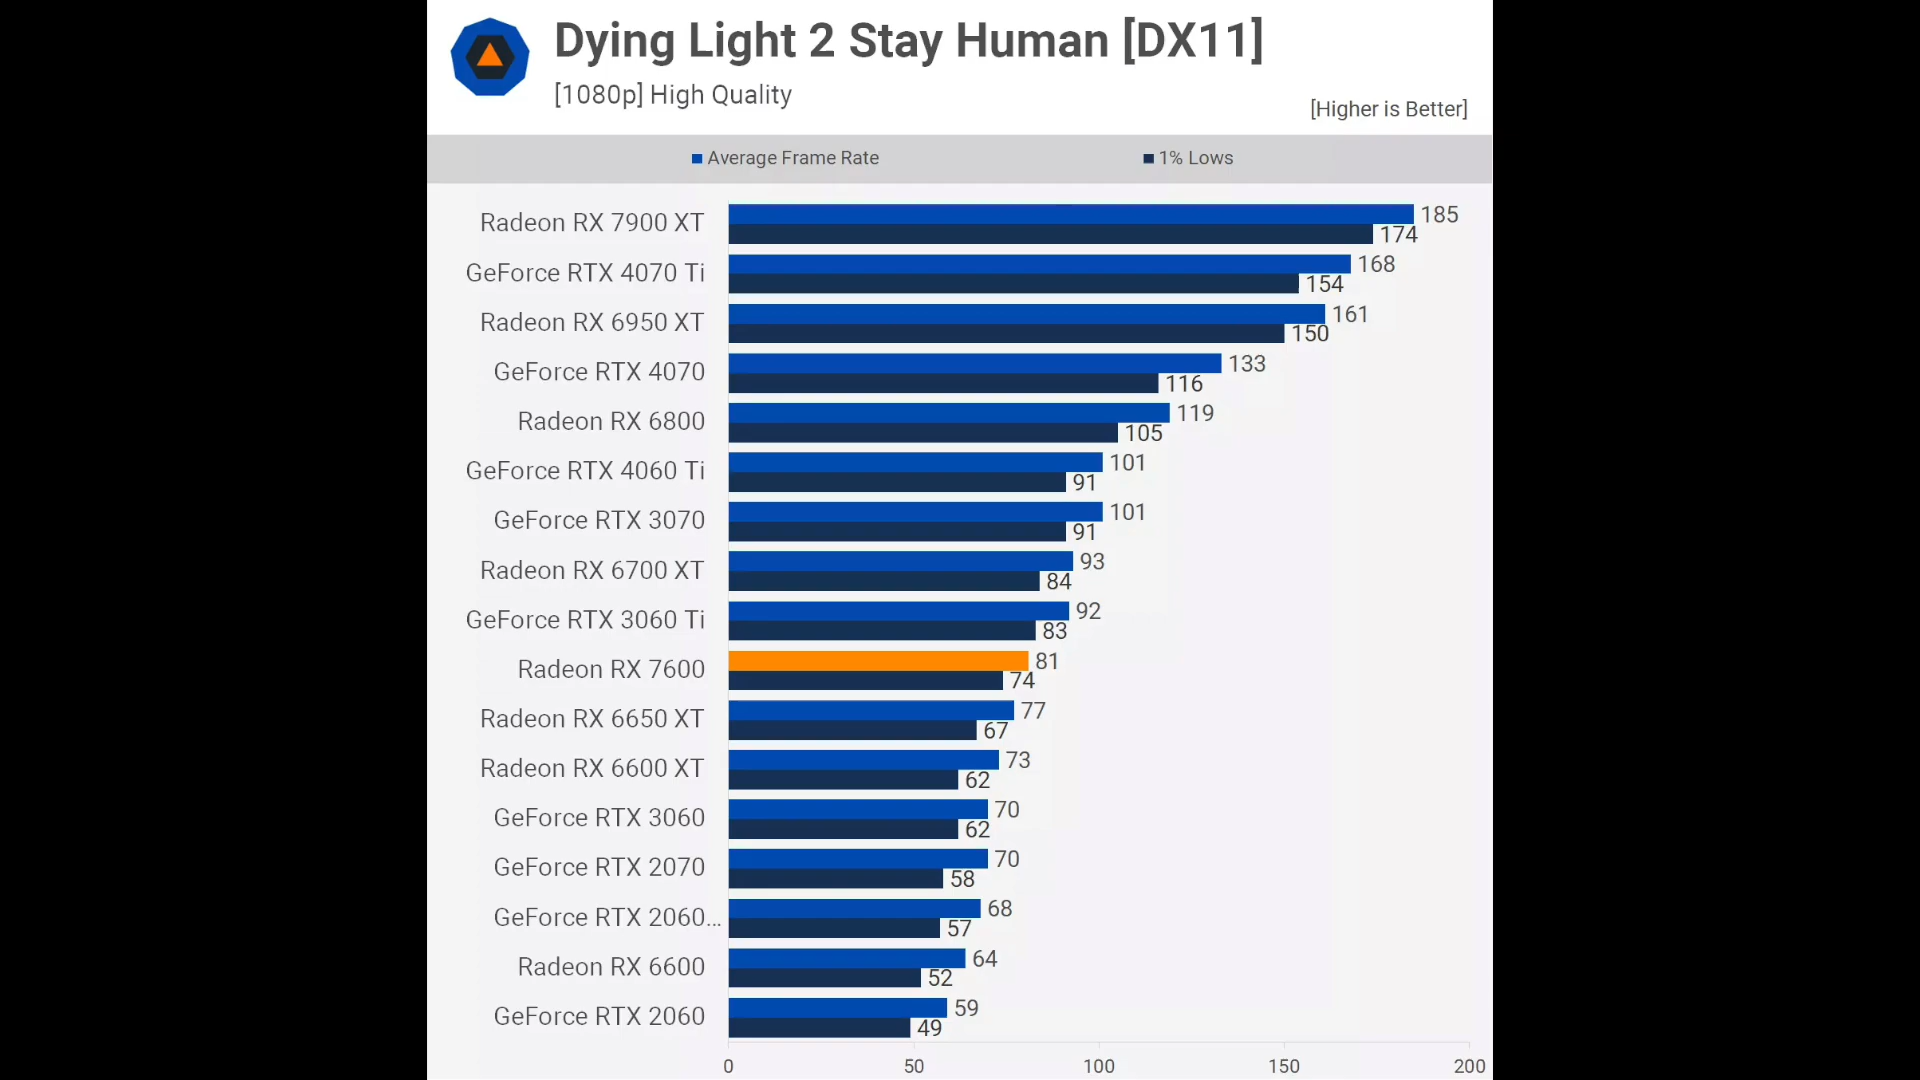 Dying Light 2 Stay Human [DX11]
[1080p] High Quality
[Higher is Better]
Average Frame Rate
1% Lows
Radeon RX 7900 XT 185
174
GeForce RTX 4070 Ti 168
154
Radeon RX 6950 XT 161
150
GeForce RTX 4070 133
116
Radeon RX 6800 119
105
GeForce RTX 4060 Ti 101
91
GeForce RTX 3070 101
91
Radeon RX 6700 XT 93
84
GeForce RTX 3060 Ti 92
83
Radeon RX 7600 81
74
Radeon RX 6650 XT 77
67
Radeon RX 6600 XT 73
62
GeForce RTX 3060 70
62
GeForce RTX 2070 70
58
GeForce RTX 2060... 68
57
Radeon RX 6600 64
52
GeForce RTX 2060 59
49
0 50 100 150 200